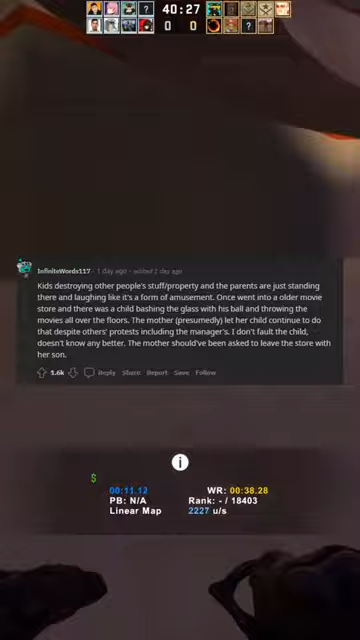 ? 40:27
0 0 ?
InfiniteWords117 · 1 day ago · edited 1 day ago
Kids destroying other people's stuff/property and the parents are just standing
there and laughing like it's a form of amusement. Once went into a older movie
store and there was a child bashing the glass with his ball and throwing the
movies all over the floors. The mother (presumedly) let her child continue to do
that despite others' protests including the manager's. I don't fault the child,
doesn't know any better. The mother should've been asked to leave the store with
her son.
1.6k Reply Share Report Save Follow
i
$
00:11.12 WR: 00:38.28
PB: N/A Rank: - / 18403
Linear Map 2227 u/s